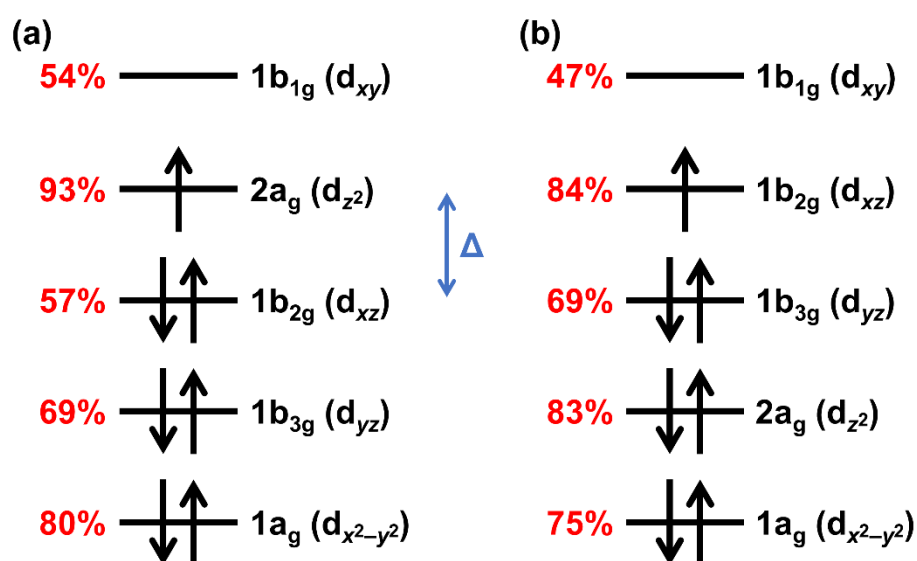 (a)
54% 1b₁g (dxy)
93% 2ag (dz²)
57% 1b₂g (dxz)
69% 1b₃g (dyz)
80% 1ag (dx²–y²)
Δ
(b)
47% 1b₁g (dxy)
84% 1b₂g (dxz)
69% 1b₃g (dyz)
83% 2ag (dz²)
75% 1ag (dx²–y²)